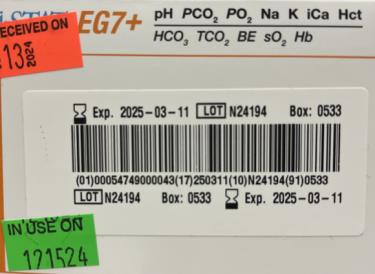 i-STAT EG7+ pH PCO₂ PO₂ Na K iCa Hct
HCO₃ TCO₂ BE sO₂ Hb
RECEIVED ON
13 2024
Exp. 2025-03-11 LOT N24194 Box: 0533
(01)00054749000043(17)250311(10)N24194(91)0533
LOT N24194 Box: 0533 Exp. 2025-03-11
IN USE ON
121524